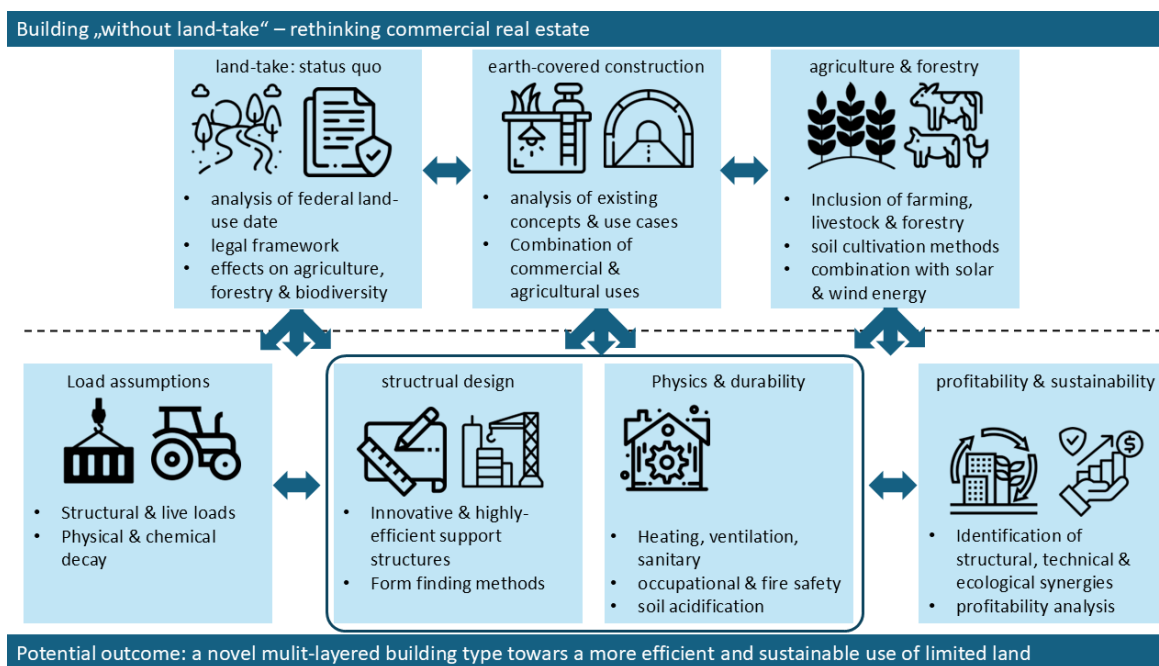 Building „without land-take“ – rethinking commercial real estate
land-take: status quo
• analysis of federal land-
use date
• legal framework
• effects on agriculture,
forestry & biodiversity
earth-covered construction
• analysis of existing
concepts & use cases
• Combination of
commercial &
agricultural uses
agriculture & forestry
• Inclusion of farming,
livestock & forestry
• soil cultivation methods
• combination with solar
& wind energy
Load assumptions
• Structural & live loads
• Physical & chemical
decay
structrual design
• Innovative & highly-
efficient support
structures
• Form finding methods
Physics & durability
• Heating, ventilation,
sanitary
• occupational & fire safety
• soil acidification
profitability & sustainability
$
• Identification of
structural, technical &
ecological synergies
• profitability analysis
Potential outcome: a novel mulit-layered building type towars a more efficient and sustainable use of limited land